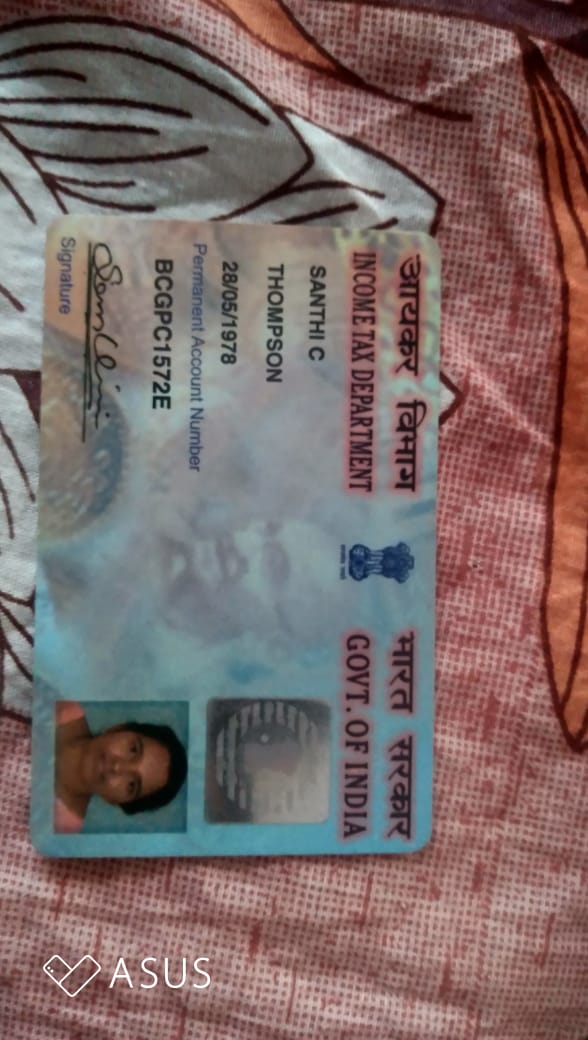 आयकर विभाग
INCOME TAX DEPARTMENT
भारत सरकार
GOVT. OF INDIA
SANTHI C
THOMPSON
28/05/1978
Permanent Account Number
BCGPC1572E
Signature
ASUS